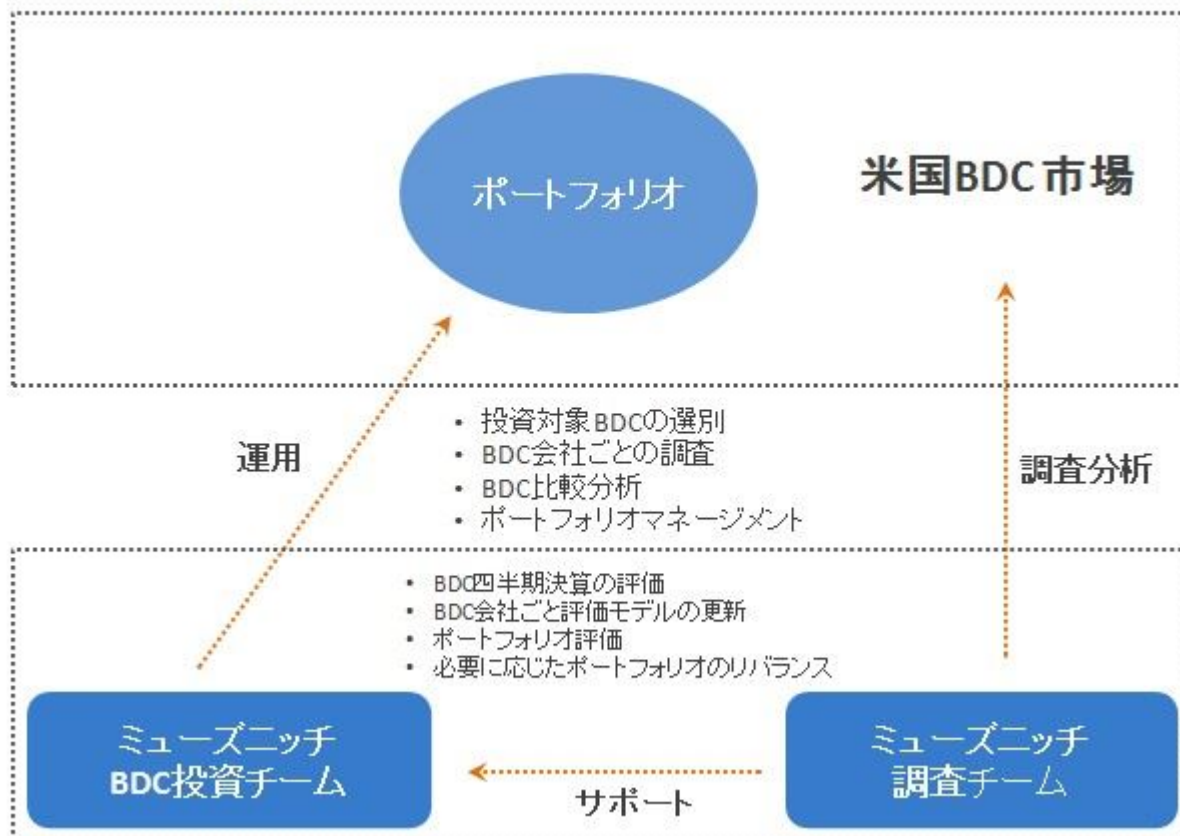 ポートフォリオ
米国BDC市場
運用
• 投資対象BDCの選別
• BDC会社ごとの調査
• BDC比較分析
• ポートフォリオマネージメント
調査分析
• BDC四半期決算の評価
• BDC会社ごと評価モデルの更新
• ポートフォリオ評価
• 必要に応じたポートフォリオのリバランス
ミューズニッチ
BDC投資チーム
サポート
ミューズニッチ
調査チーム